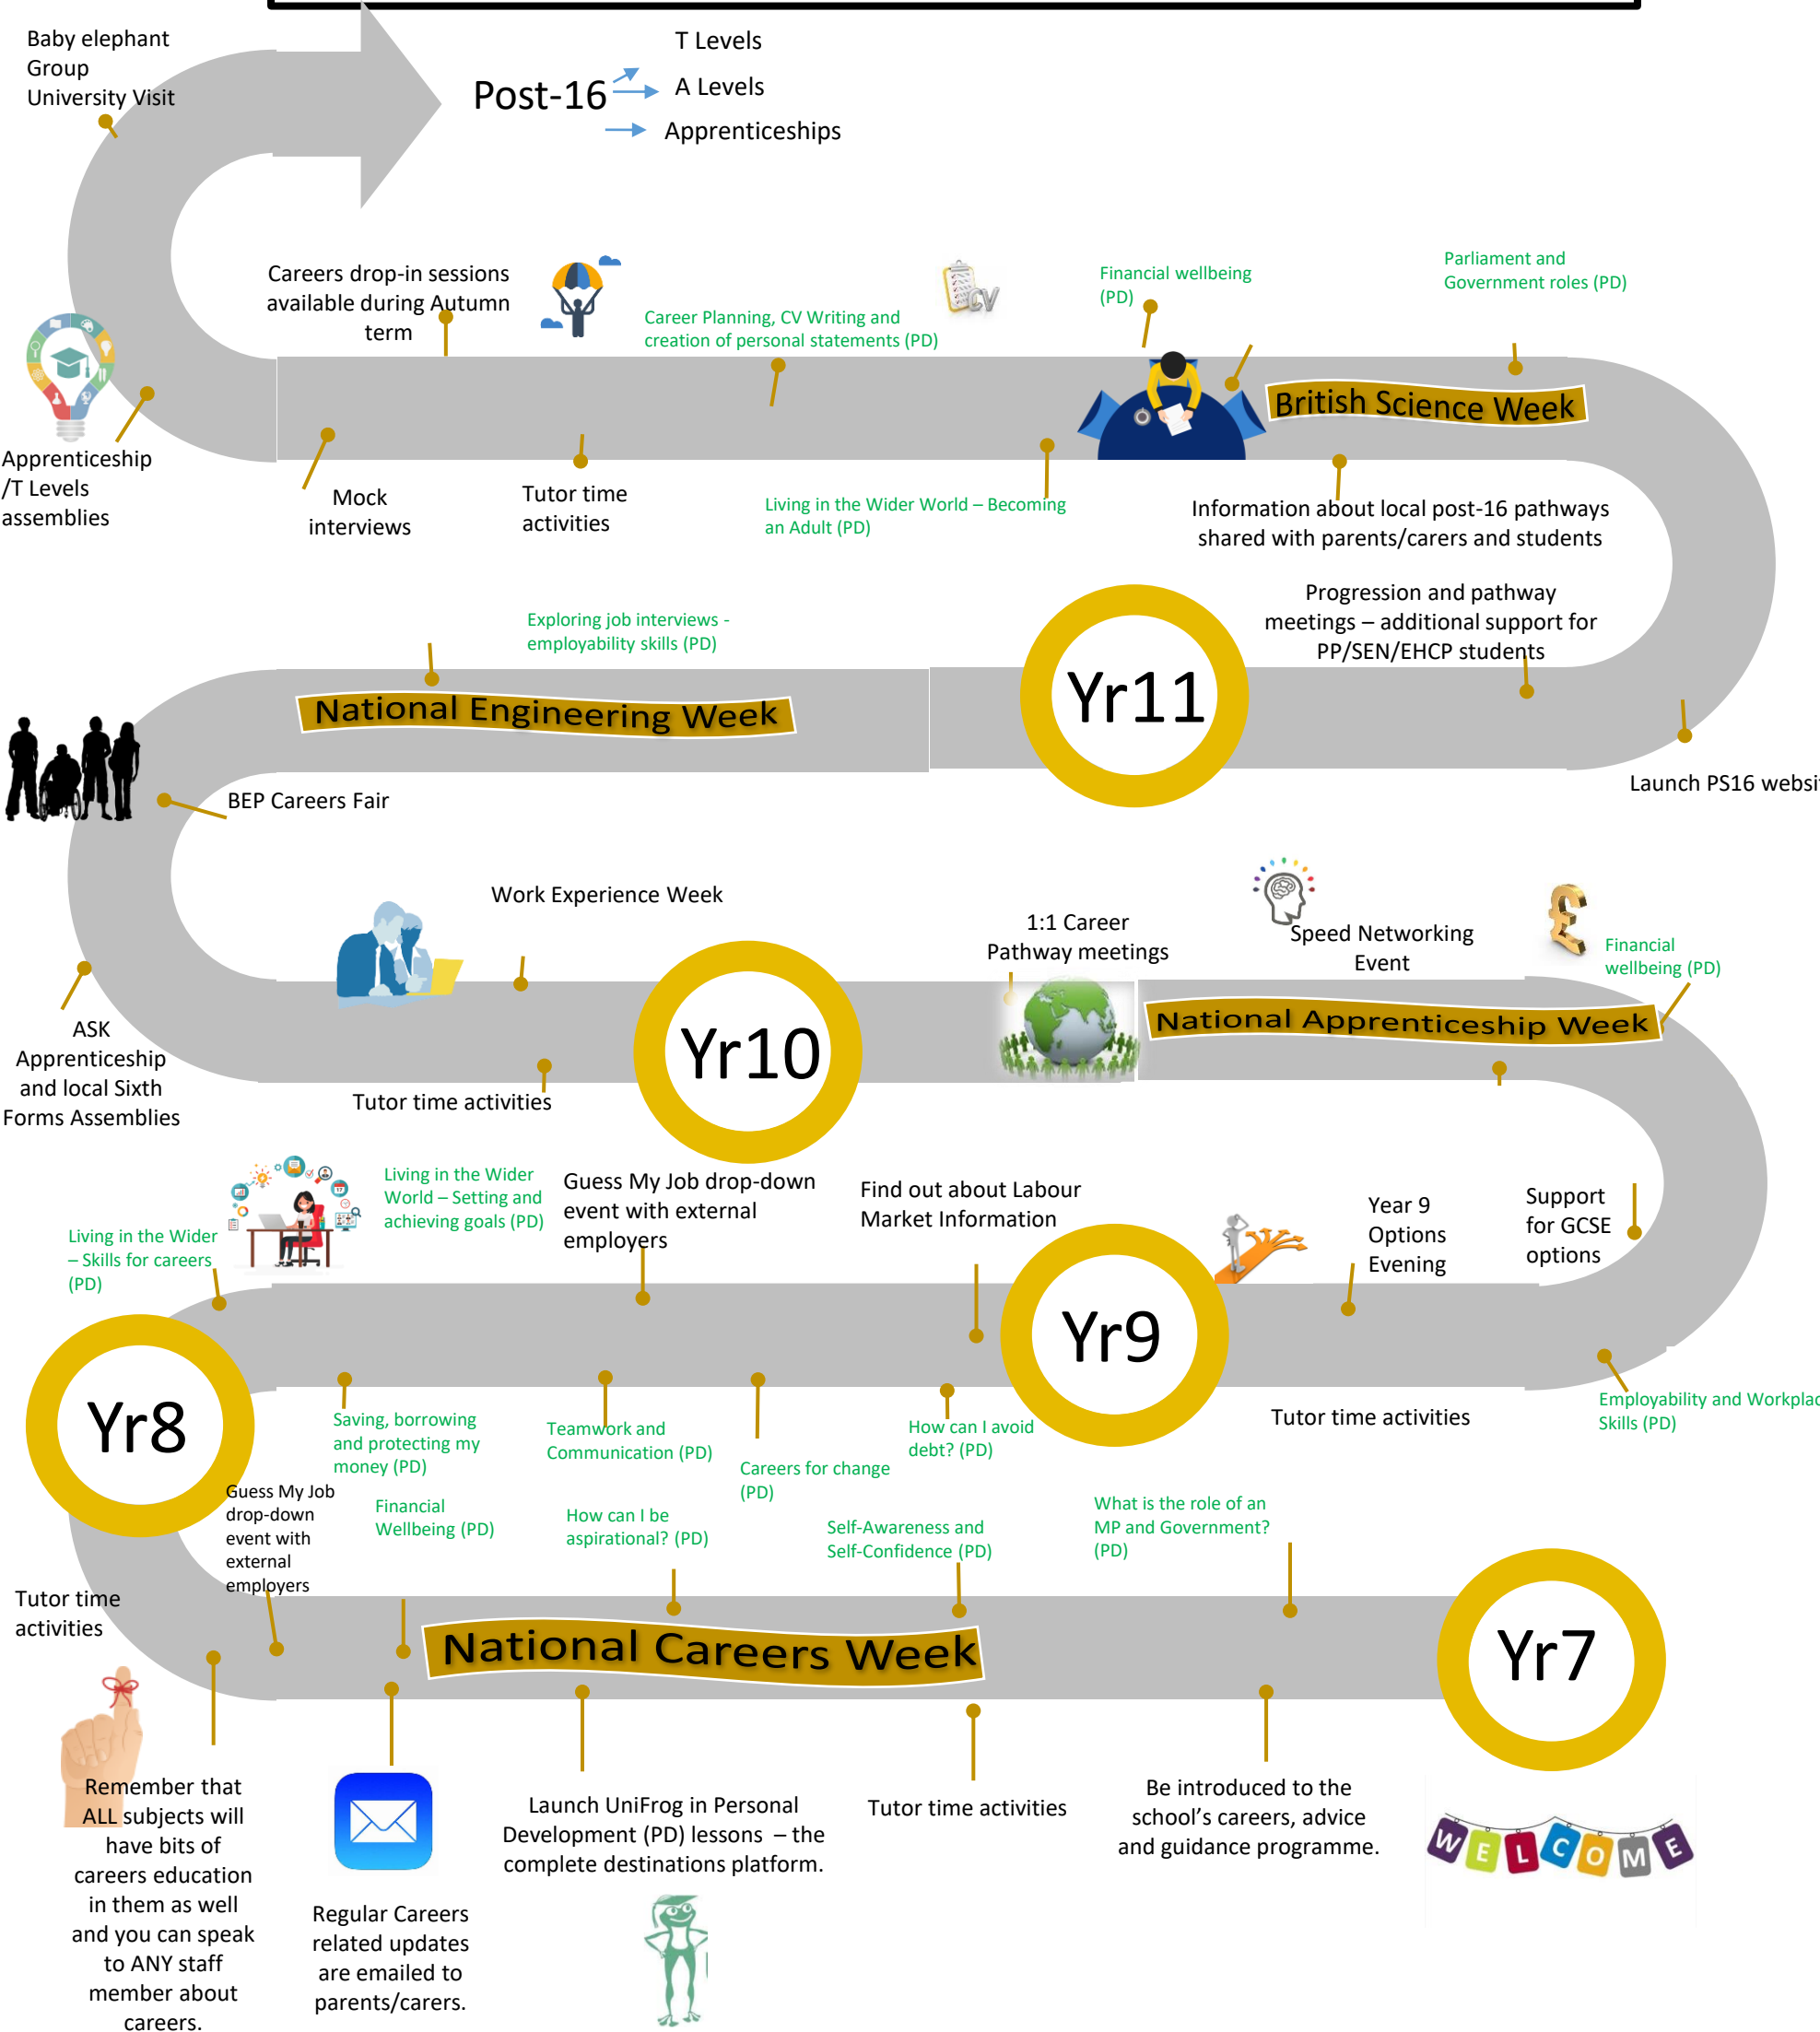 Baby elephant
Group
University Visit
Post-16
T Levels
A Levels
Apprenticeships
Careers drop-in sessions
available during Autumn
term
Career Planning, CV Writing and
creation of personal statements (PD)
CV
Financial wellbeing
(PD)
Parliament and
Government roles (PD)
British Science Week
Apprenticeship
/T Levels
assemblies
Mock
interviews
Tutor time
activities
Living in the Wider World – Becoming
an Adult (PD)
Information about local post-16 pathways
shared with parents/carers and students
Progression and pathway
meetings – additional support for
PP/SEN/EHCP students
Exploring job interviews -
employability skills (PD)
Yr11
National Engineering Week
Launch PS16 websit
BEP Careers Fair
Work Experience Week
1:1 Career
Pathway meetings
Speed Networking
Event
£
Financial
wellbeing (PD)
National Apprenticeship Week
ASK
Apprenticeship
and local Sixth
Forms Assemblies
Yr10
Tutor time activities
Living in the Wider
– Skills for careers
(PD)
Living in the Wider
World – Setting and
achieving goals (PD)
Guess My Job drop-down
event with external
employers
Find out about Labour
Market Information
Year 9
Options
Evening
Support
for GCSE
options
Yr9
Yr8
Saving, borrowing
and protecting my
money (PD)
Teamwork and
Communication (PD)
Careers for change
(PD)
How can I avoid
debt? (PD)
Tutor time activities
Employability and Workplac
Skills (PD)
Guess My Job
drop-down
event with
external
employers
Financial
Wellbeing (PD)
How can I be
aspirational? (PD)
Self-Awareness and
Self-Confidence (PD)
What is the role of an
MP and Government?
(PD)
Tutor time
activities
National Careers Week
Yr7
Remember that
ALL subjects will
have bits of
careers education
in them as well
and you can speak
to ANY staff
member about
careers.
Regular Careers
related updates
are emailed to
parents/carers.
Launch UniFrog in Personal
Development (PD) lessons – the
complete destinations platform.
Tutor time activities
Be introduced to the
school's careers, advice
and guidance programme.
WELCOME